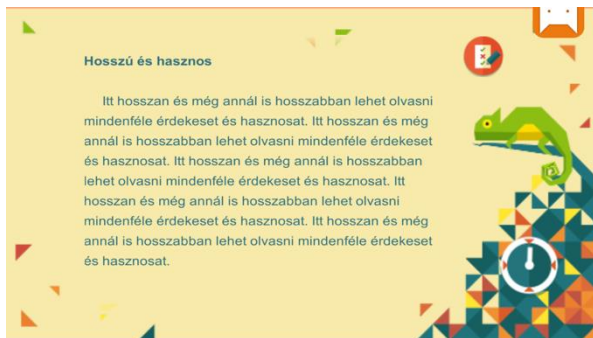 Hosszú és hasznos
Itt hosszan és még annál is hosszabban lehet olvasni
mindenféle érdekeset és hasznosat. Itt hosszan és még
annál is hosszabban lehet olvasni mindenféle érdekeset
és hasznosat. Itt hosszan és még annál is hosszabban
lehet olvasni mindenféle érdekeset és hasznosat. Itt
hosszan és még annál is hosszabban lehet olvasni
mindenféle érdekeset és hasznosat. Itt hosszan és még
annál is hosszabban lehet olvasni mindenféle érdekeset
és hasznosat.